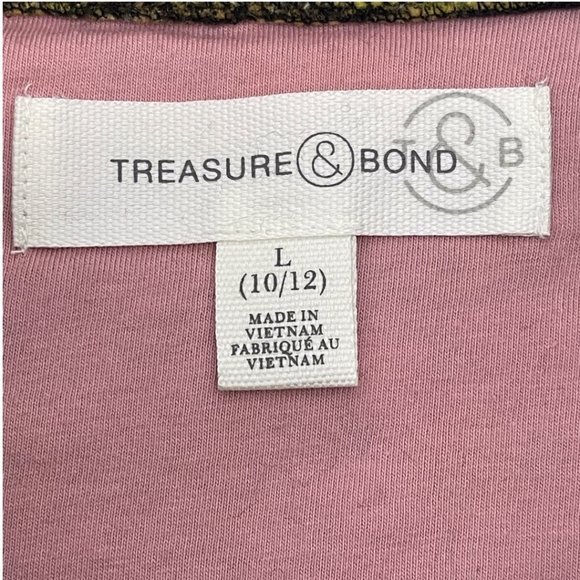 TREASURE & BOND
T & B
L
(10/12)
MADE IN
VIETNAM
FABRIQUÉ AU
VIETNAM